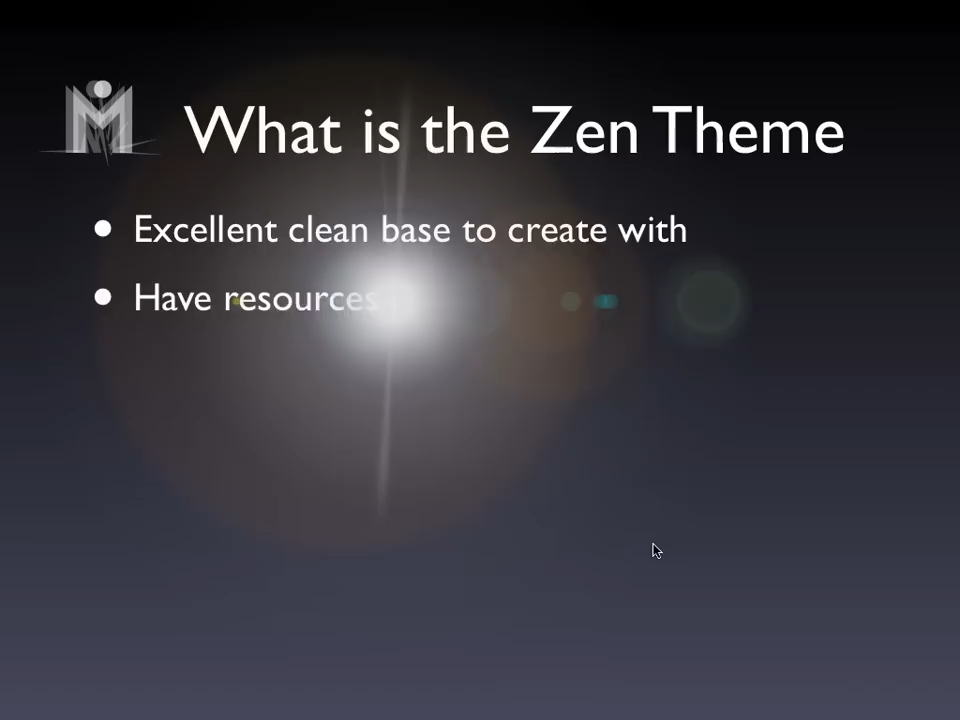 What is the Zen Theme
• Excellent clean base to create with
• Have resources